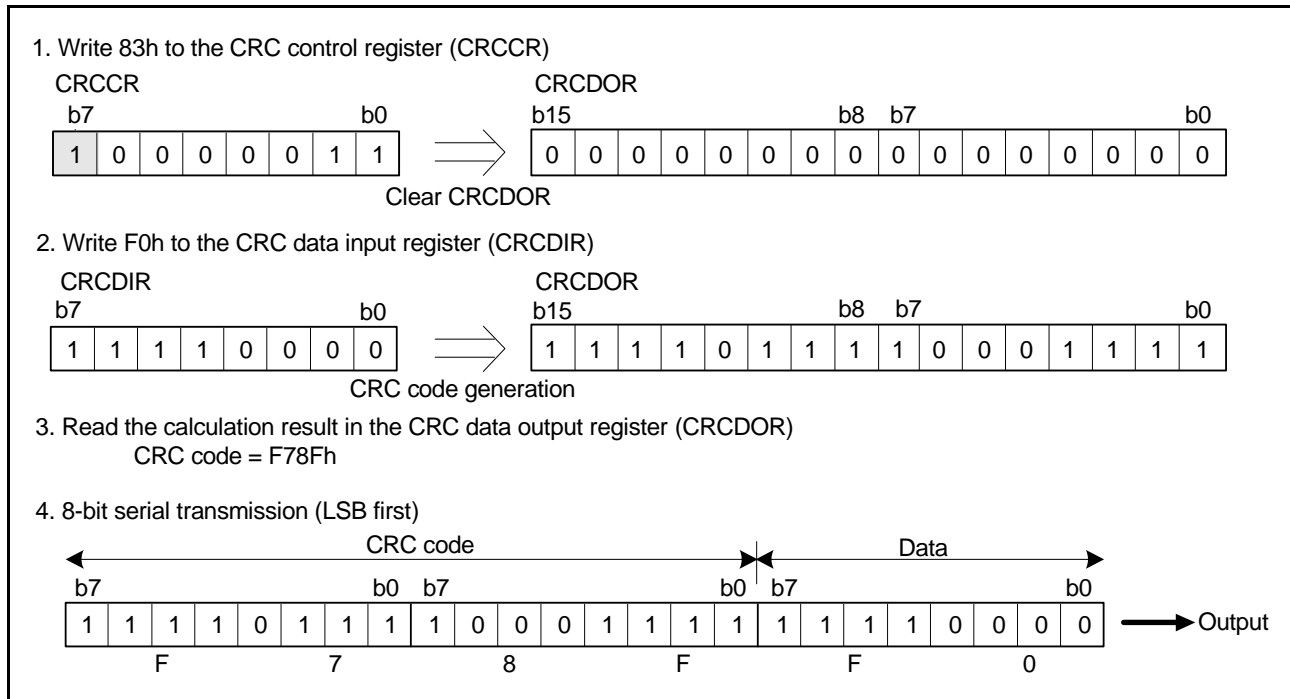 1. Write 83h to the CRC control register (CRCCR)
CRCCR CRCDOR
b7 b0 b15 b8 b7 b0
1 0 0 0 0 0 1 1 0 0 0 0 0 0 0 0 0 0 0 0 0 0 0 0
Clear CRCDOR
2. Write F0h to the CRC data input register (CRCDIR)
CRCDIR CRCDOR
b7 b0 b15 b8 b7 b0
1 1 1 1 0 0 0 0 1 1 1 1 0 1 1 1 1 0 0 0 1 1 1 1
CRC code generation
3. Read the calculation result in the CRC data output register (CRCDOR)
CRC code = F78Fh
4. 8-bit serial transmission (LSB first)
CRC code Data
b7 b0 b7 b0 b7 b0
1 1 1 1 0 1 1 1 1 0 0 0 1 1 1 1 1 1 1 1 0 0 0 0 Output
F 7 8 F F 0